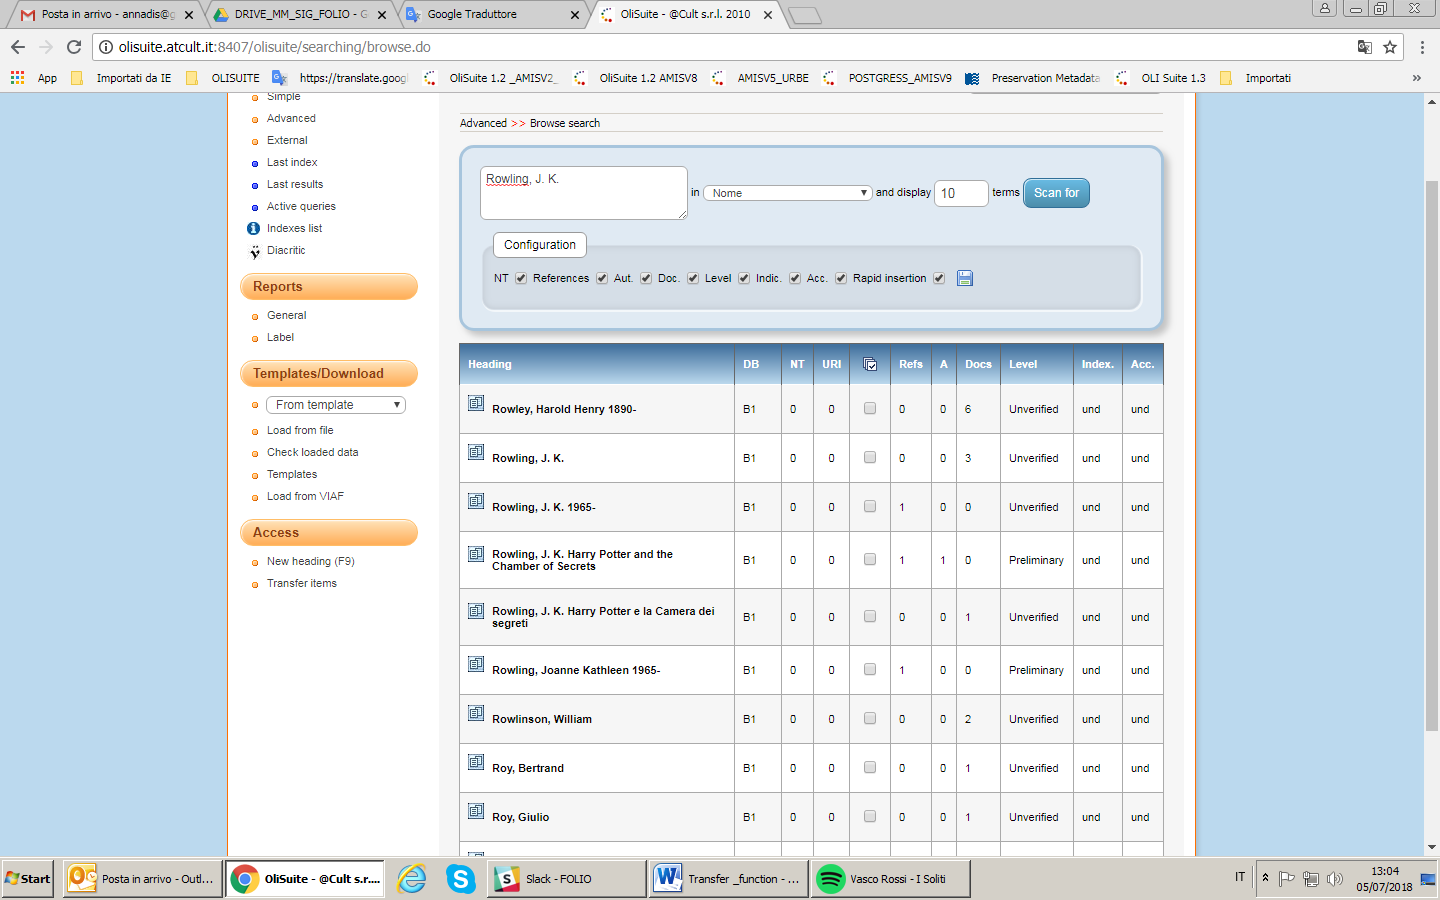 Posta in arrivo - annadis@g
DRIVE_MM_SIG_FOLIO - G
Google Traduttore
OliSuite - @Cult s.r.l. 2010
olisuite.atcult.it:8407/olisuite/searching/browse.do
App Importati da IE OLISUITE https://translate.goog OliSuite 1.2 _AMISV2_ OliSuite 1.2 AMISV8 AMISV5_URBE POSTGRESS_AMISV9 Preservation Metadata OLI Suite 1.3 Importati »
Simple
Advanced
External
Last index
Last results
Active queries
Indexes list
Diacritic
Reports
General
Label
Templates/Download
From template
Load from file
Check loaded data
Templates
Load from VIAF
Access
New heading (F9)
Transfer items
Advanced >> Browse search
Rowling, J. K.
in Nome and display 10 terms Scan for
Configuration
NT References Aut. Doc. Level Indic. Acc. Rapid insertion
Heading DB NT URI Refs A Docs Level Index. Acc.
Rowley, Harold Henry 1890- B1 0 0 0 0 6 Unverified und und
Rowling, J. K. B1 0 0 0 0 3 Unverified und und
Rowling, J. K. 1965- B1 0 0 1 0 0 Unverified und und
Rowling, J. K. Harry Potter and the
Chamber of Secrets B1 0 0 1 1 0 Preliminary und und
Rowling, J. K. Harry Potter e la Camera dei
segreti B1 0 0 0 0 1 Unverified und und
Rowling, Joanne Kathleen 1965- B1 0 0 1 0 0 Preliminary und und
Rowlinson, William B1 0 0 0 0 2 Unverified und und
Roy, Bertrand B1 0 0 0 0 1 Unverified und und
Roy, Giulio B1 0 0 0 0 1 Unverified und und
Start Posta in arrivo - Outl... OliSuite - @Cult s.r.... Slack - FOLIO Transfer _function - ... Vasco Rossi - I Soliti IT 13:04
05/07/2018